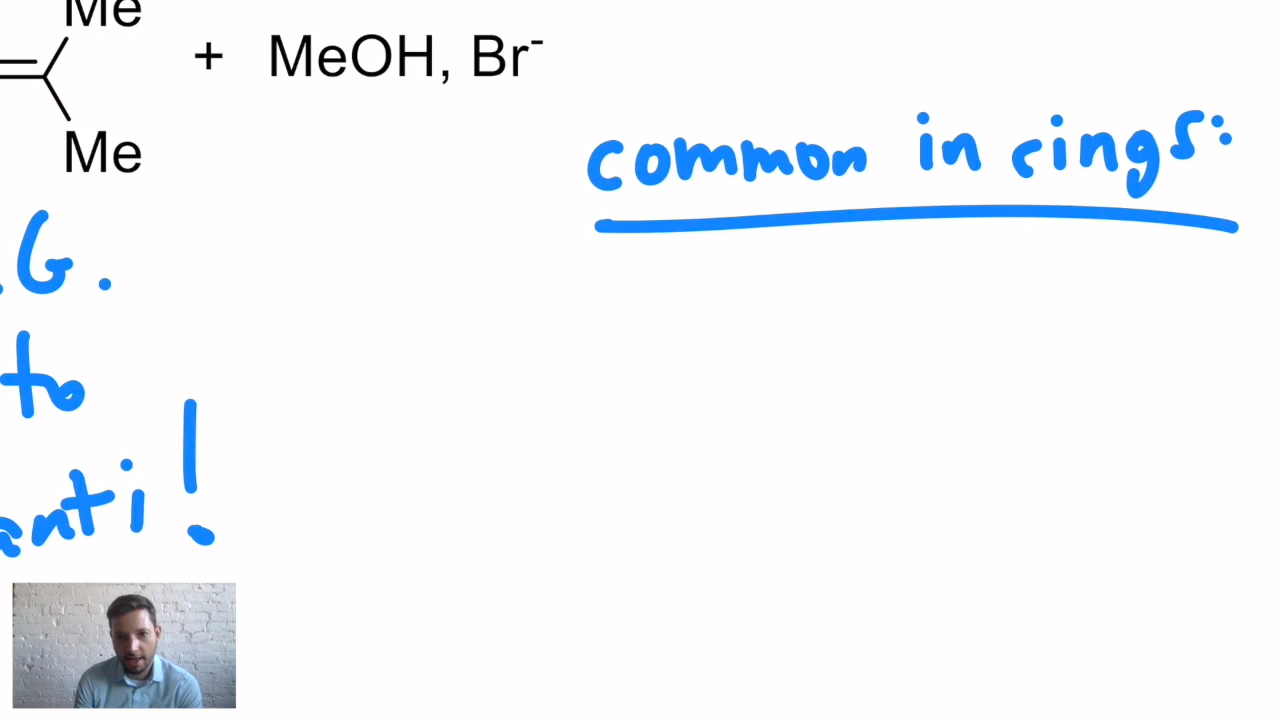 Me
+ MeOH, Br⁻
Me
common in rings:
.G.
to
anti!